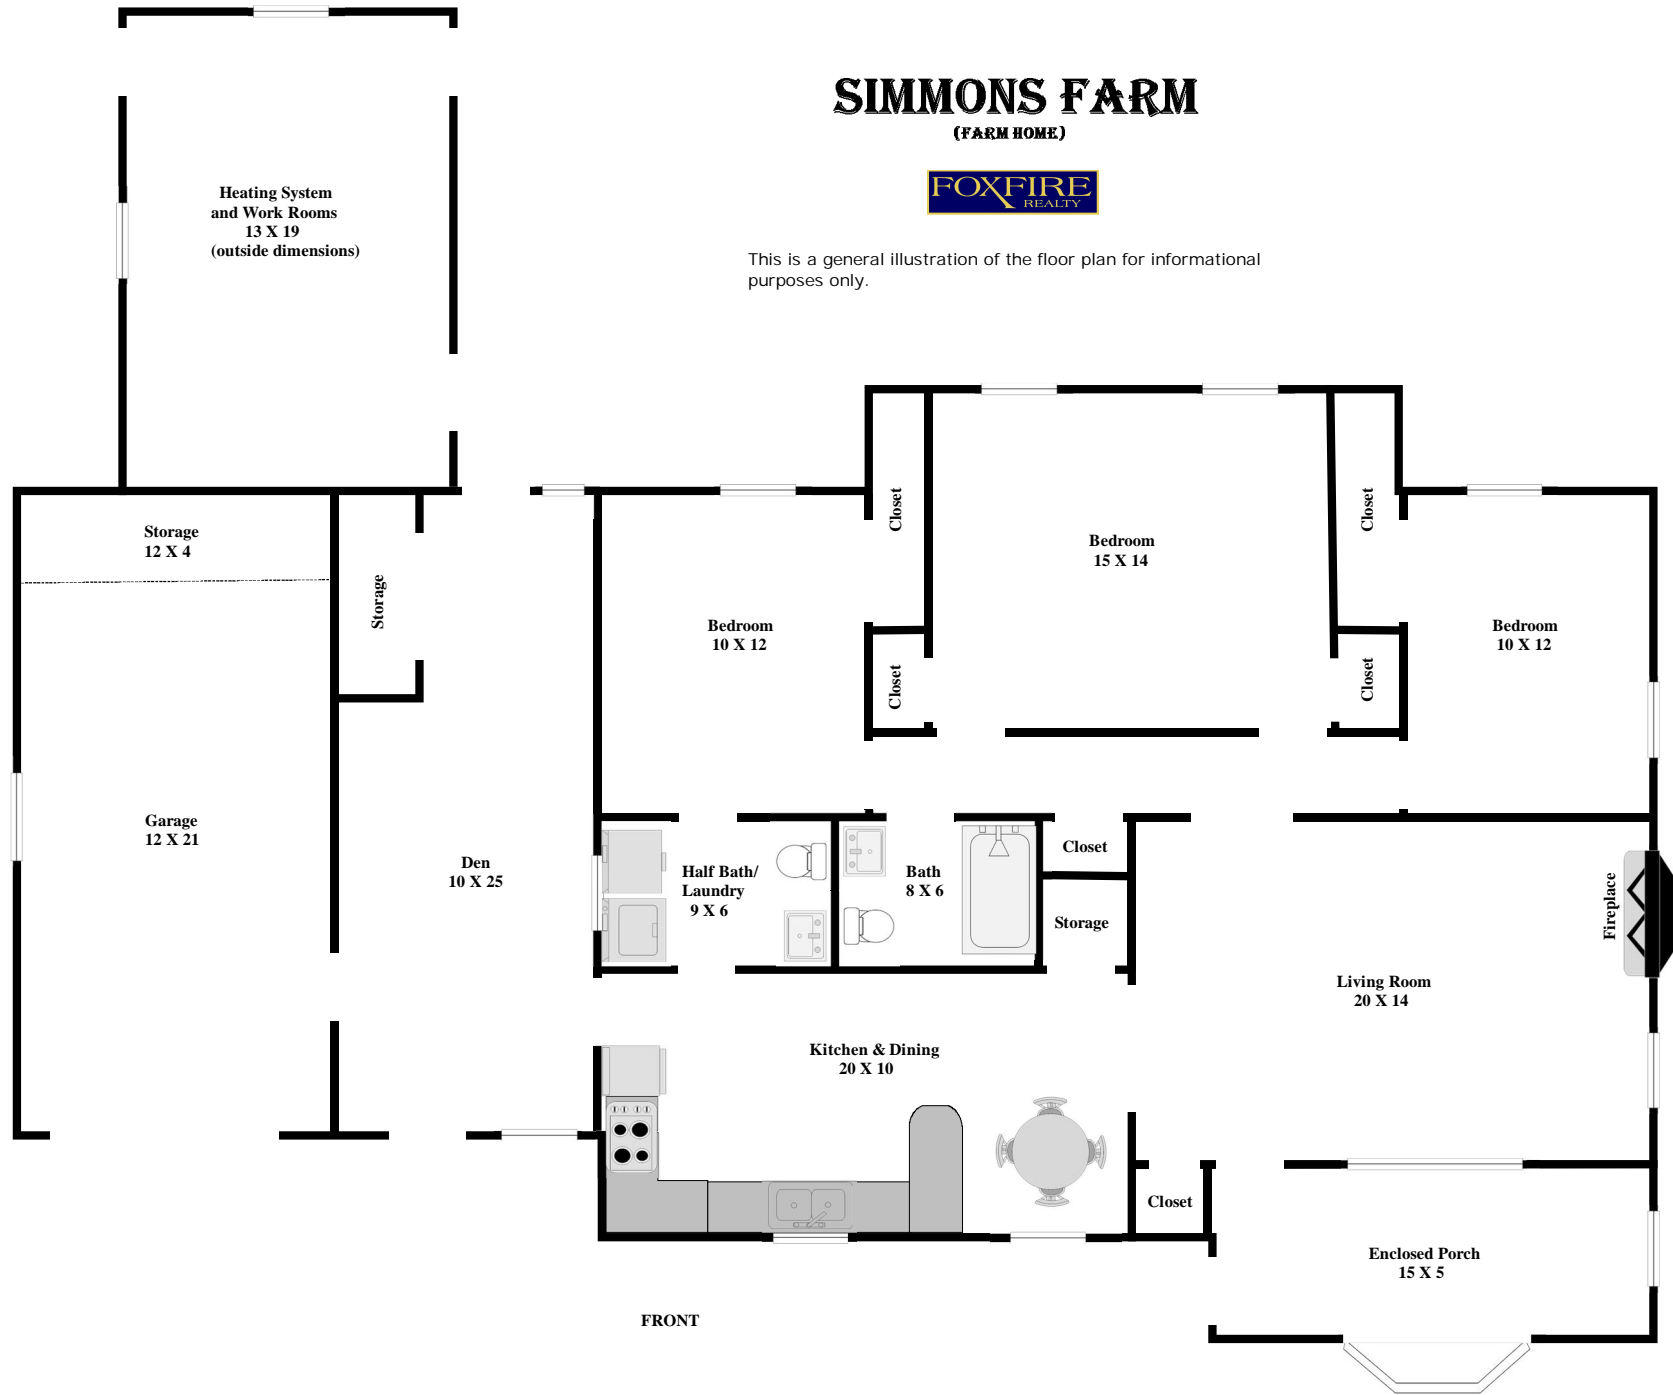 SIMMONS FARM
(FARM HOME)
FOXFIRE
REALTY
This is a general illustration of the floor plan for informational
purposes only.
Heating System
and Work Rooms
13 X 19
(outside dimensions)
Storage
12 X 4
Storage
Closet
Bedroom
15 X 14
Closet
Bedroom
10 X 12
Closet
Closet
Bedroom
10 X 12
Garage
12 X 21
Den
10 X 25
Half Bath/
Laundry
9 X 6
Bath
8 X 6
Closet
Storage
Fireplace
Living Room
20 X 14
Kitchen & Dining
20 X 10
Closet
Enclosed Porch
15 X 5
FRONT